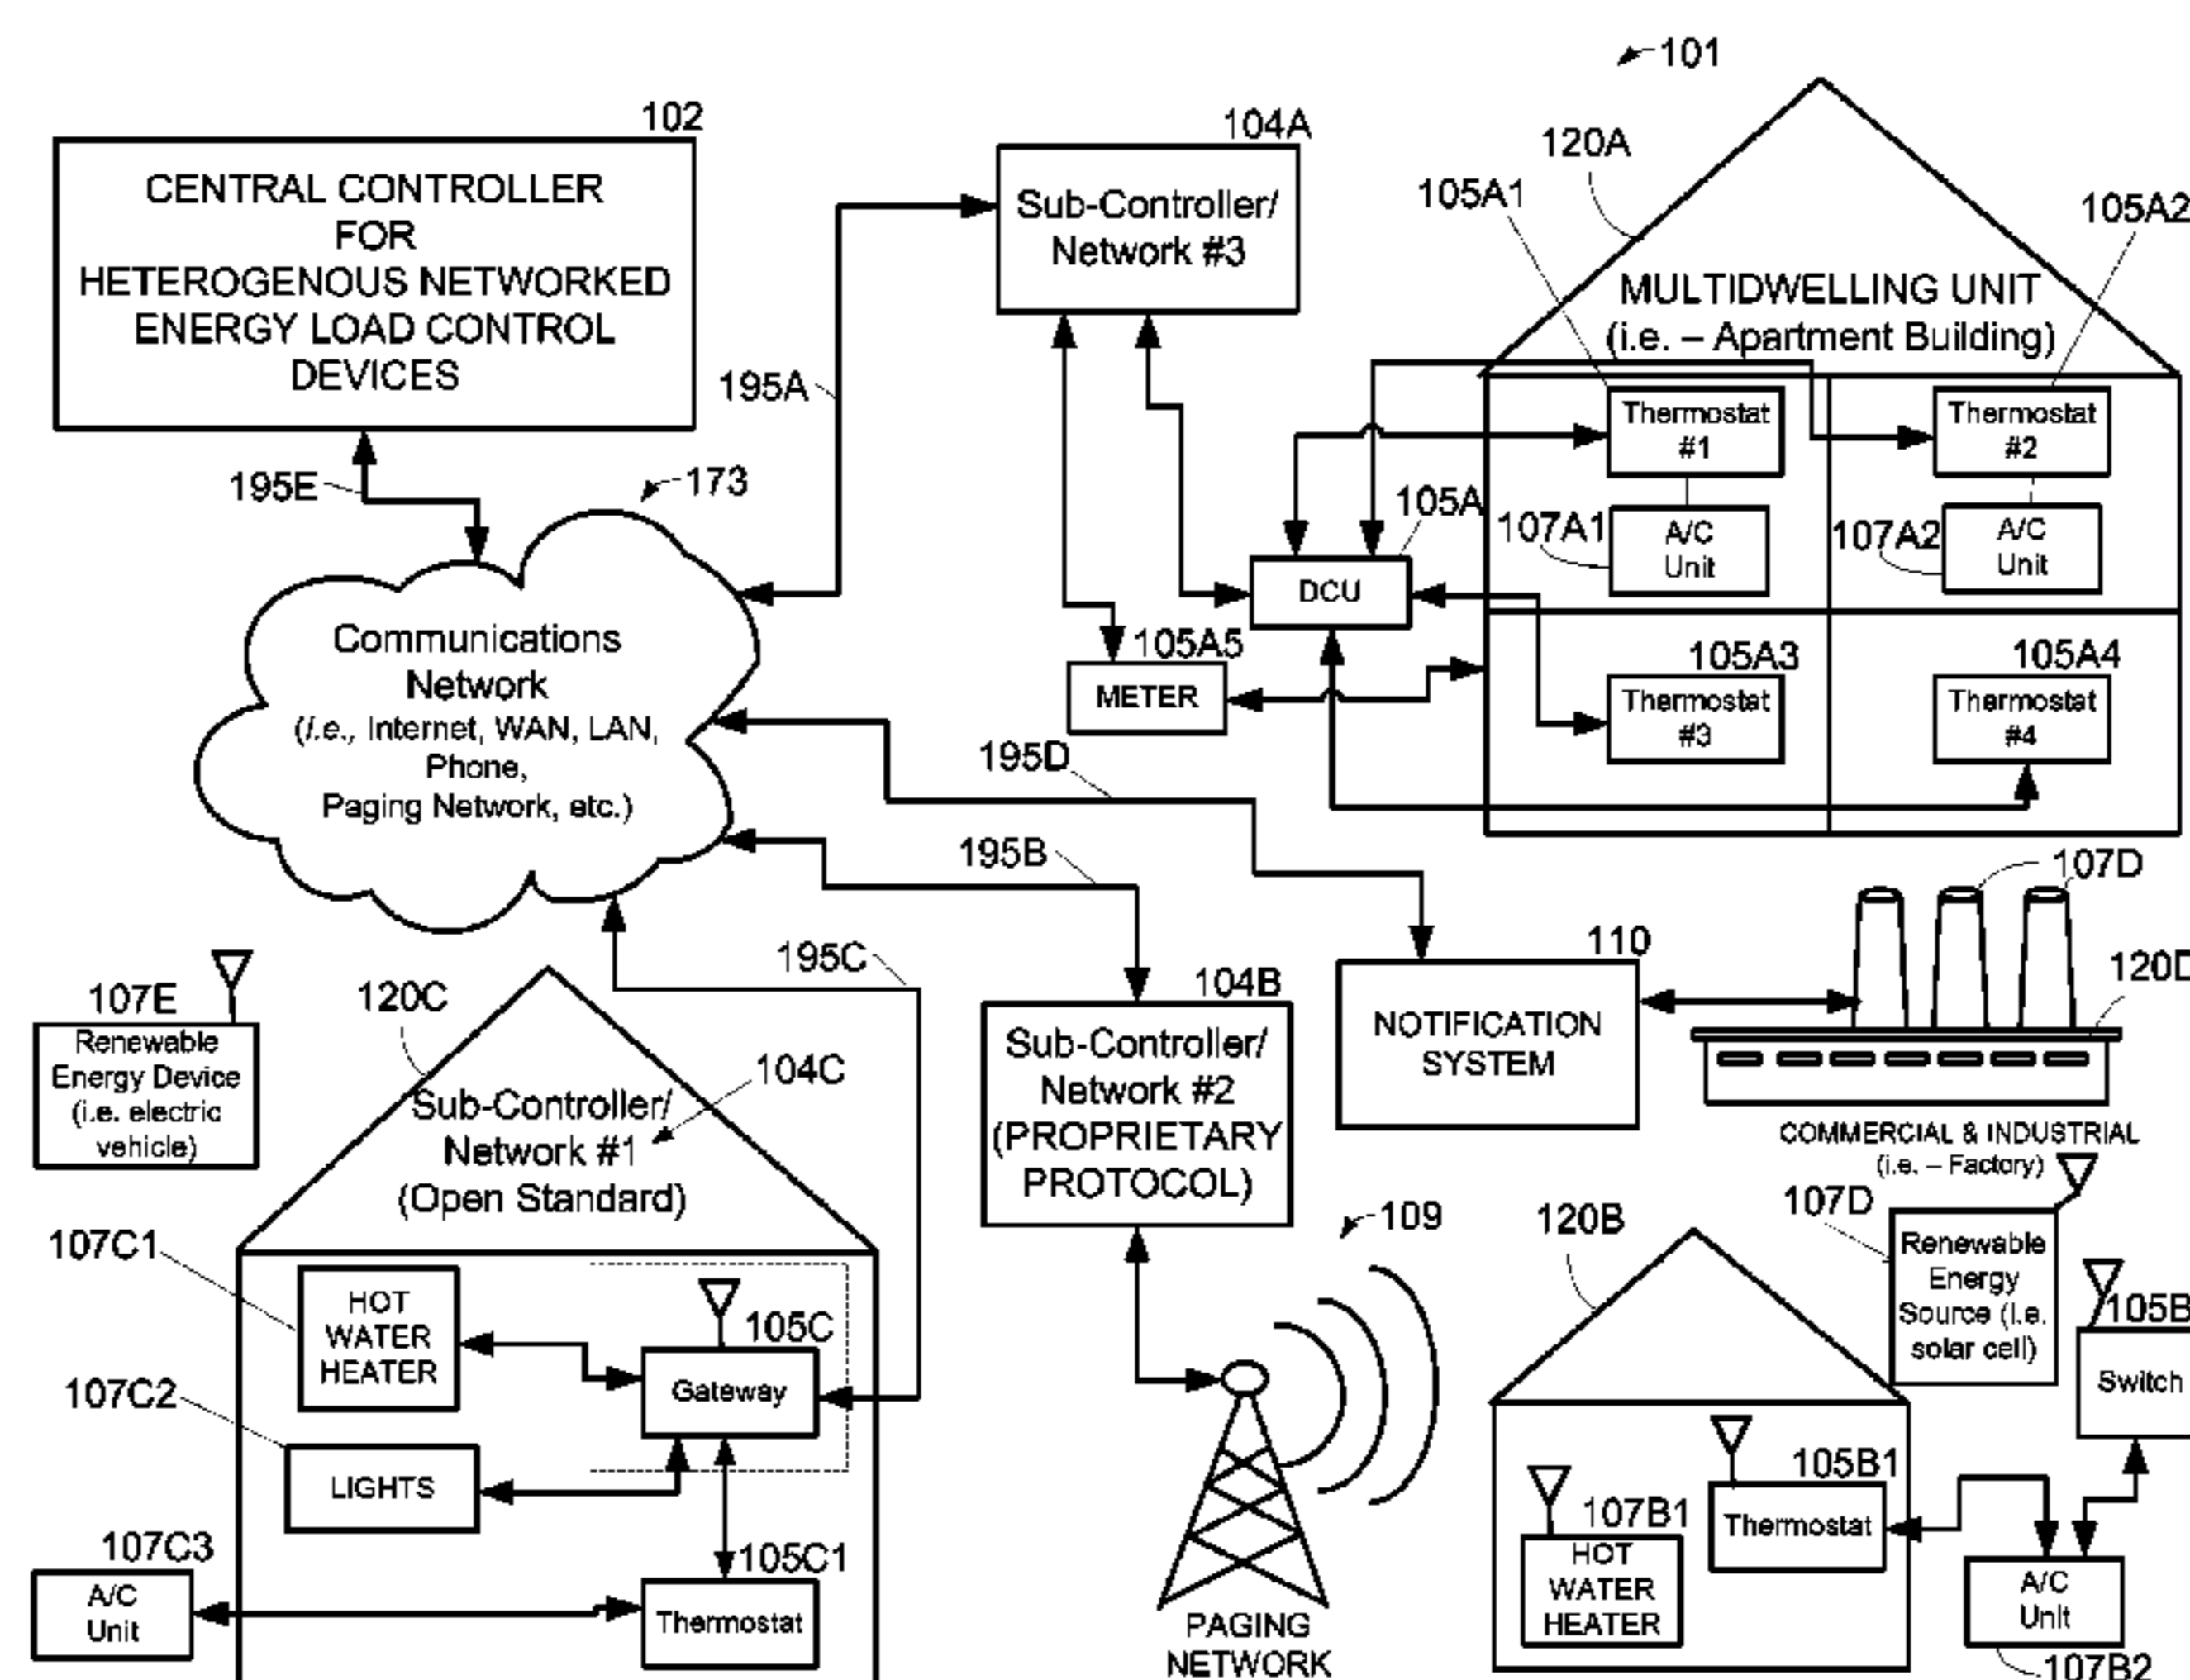 101
102
CENTRAL CONTROLLER
FOR
HETEROGENOUS NETWORKED
ENERGY LOAD CONTROL
DEVICES
104A
Sub-Controller/
Network #3
120A
105A1
105A2
MULTIDWELLING UNIT
(i.e. – Apartment Building)
Thermostat
#1
Thermostat
#2
195A
195E
173
105A
107A1
A/C
Unit
107A2
A/C
Unit
DCU
Communications
Network
(i.e., Internet, WAN, LAN,
Phone,
Paging Network, etc.)
105A5
METER
105A3
Thermostat
#3
105A4
Thermostat
#4
195D
195B
107D
107D
195C
110
NOTIFICATION
SYSTEM
120D
COMMERCIAL & INDUSTRIAL
(i.e. – Factory)
107E
Renewable
Energy Device
(i.e. electric
vehicle)
120C
104C
Sub-Controller/
Network #1
(Open Standard)
104B
Sub-Controller/
Network #2
(PROPRIETARY
PROTOCOL)
109
120B
107D
Renewable
Energy
Source (i.e.
solar cell)
105B
Switch
107C1
HOT
WATER
HEATER
105C
Gateway
107C2
LIGHTS
107C3
A/C
Unit
105C1
Thermostat
PAGING
NETWORK
107B1
HOT
WATER
HEATER
105B1
Thermostat
A/C
Unit
107B2